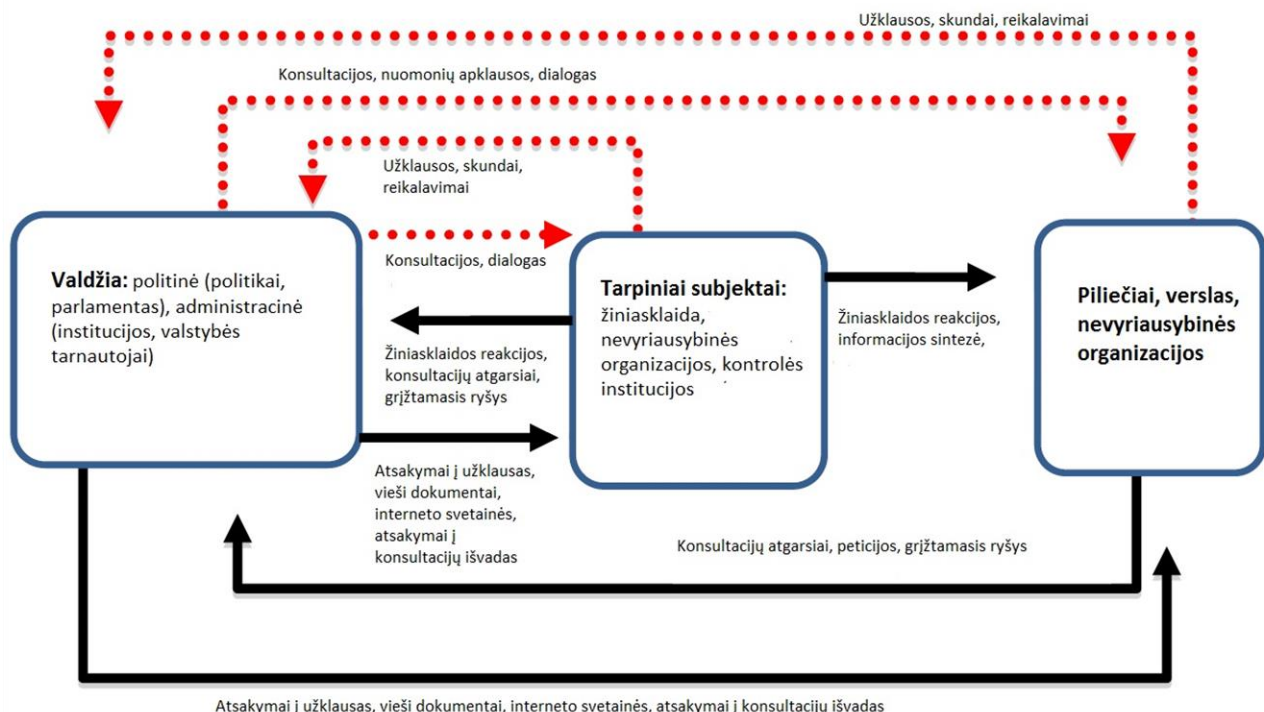 Užklausos, skundai, reikalavimai
Konsultacijos, nuomonių apklausos, dialogas
Užklausos, skundai,
reikalavimai
Konsultacijos, dialogas
Valdžia: politinė (politikai,
parlamentas), administracinė
(institucijos, valstybės
tarnautojai)
Žiniasklaidos reakcijos,
konsultacijų atgarsiai,
grįžtamasis ryšys
Atsakymai į užklausas,
vieši dokumentai,
interneto svetainės,
atsakymai į
konsultacijų išvadas
Tarpiniai subjektai:
žiniasklaida,
nevyriausybinės
organizacijos, kontrolės
institucijos
Žiniasklaidos reakcijos,
informacijos sintezė,
Piliečiai, verslas,
nevyriausybinės
organizacijos
Konsultacijų atgarsiai, peticijos, grįžtamasis ryšys
Atsakymai į užklausas, vieši dokumentai, interneto svetainės, atsakymai į konsultacijų išvadas